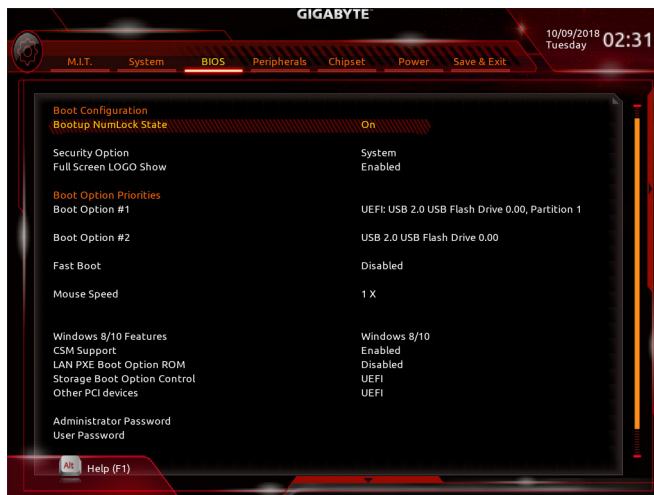 GIGABYTE™
10/09/2018 02:31
Tuesday
M.I.T. System BIOS Peripherals Chipset Power Save & Exit
Boot Configuration
Bootup NumLock State On
Security Option System
Full Screen LOGO Show Enabled
Boot Option Priorities
Boot Option #1 UEFI: USB 2.0 USB Flash Drive 0.00, Partition 1
Boot Option #2 USB 2.0 USB Flash Drive 0.00
Fast Boot Disabled
Mouse Speed 1 X
Windows 8/10 Features Windows 8/10
CSM Support Enabled
LAN PXE Boot Option ROM Disabled
Storage Boot Option Control UEFI
Other PCI devices UEFI
Administrator Password
User Password
Alt Help (F1)